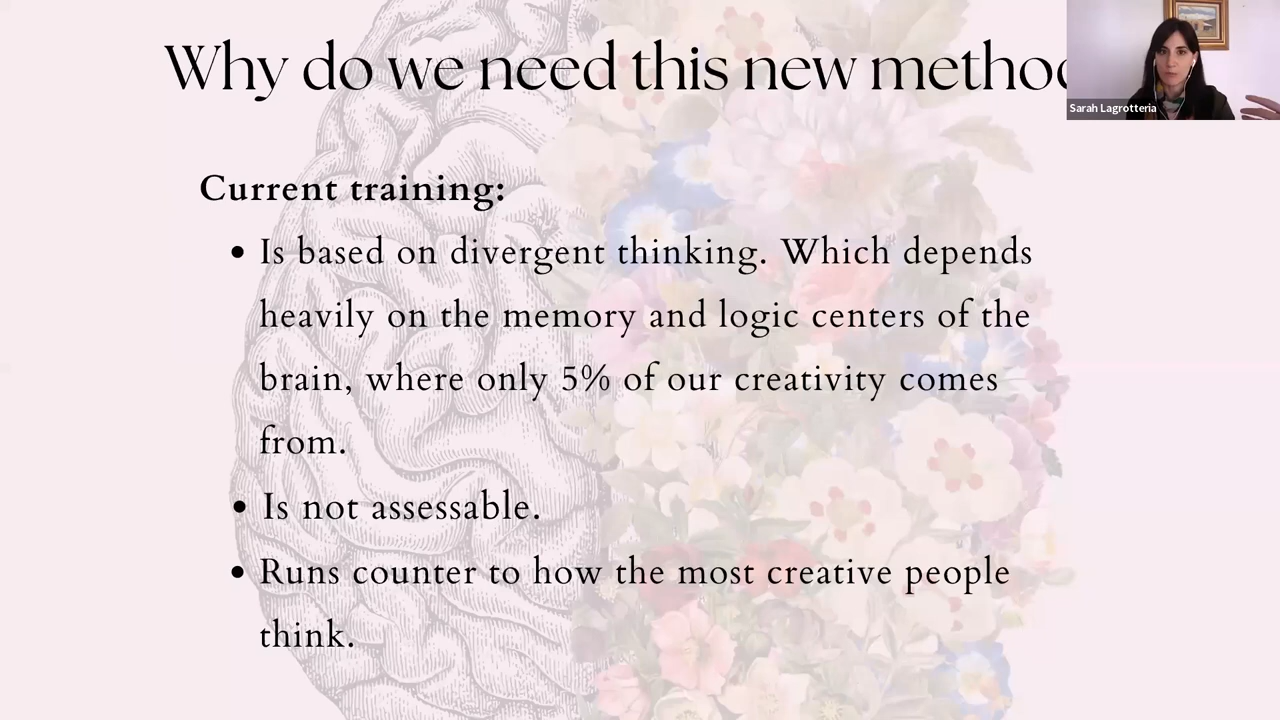 Why do we need this new method
Sarah Lagrotteria
Current training:
• Is based on divergent thinking. Which depends
heavily on the memory and logic centers of the
brain, where only 5% of our creativity comes
from.
• Is not assessable.
• Runs counter to how the most creative people
think.